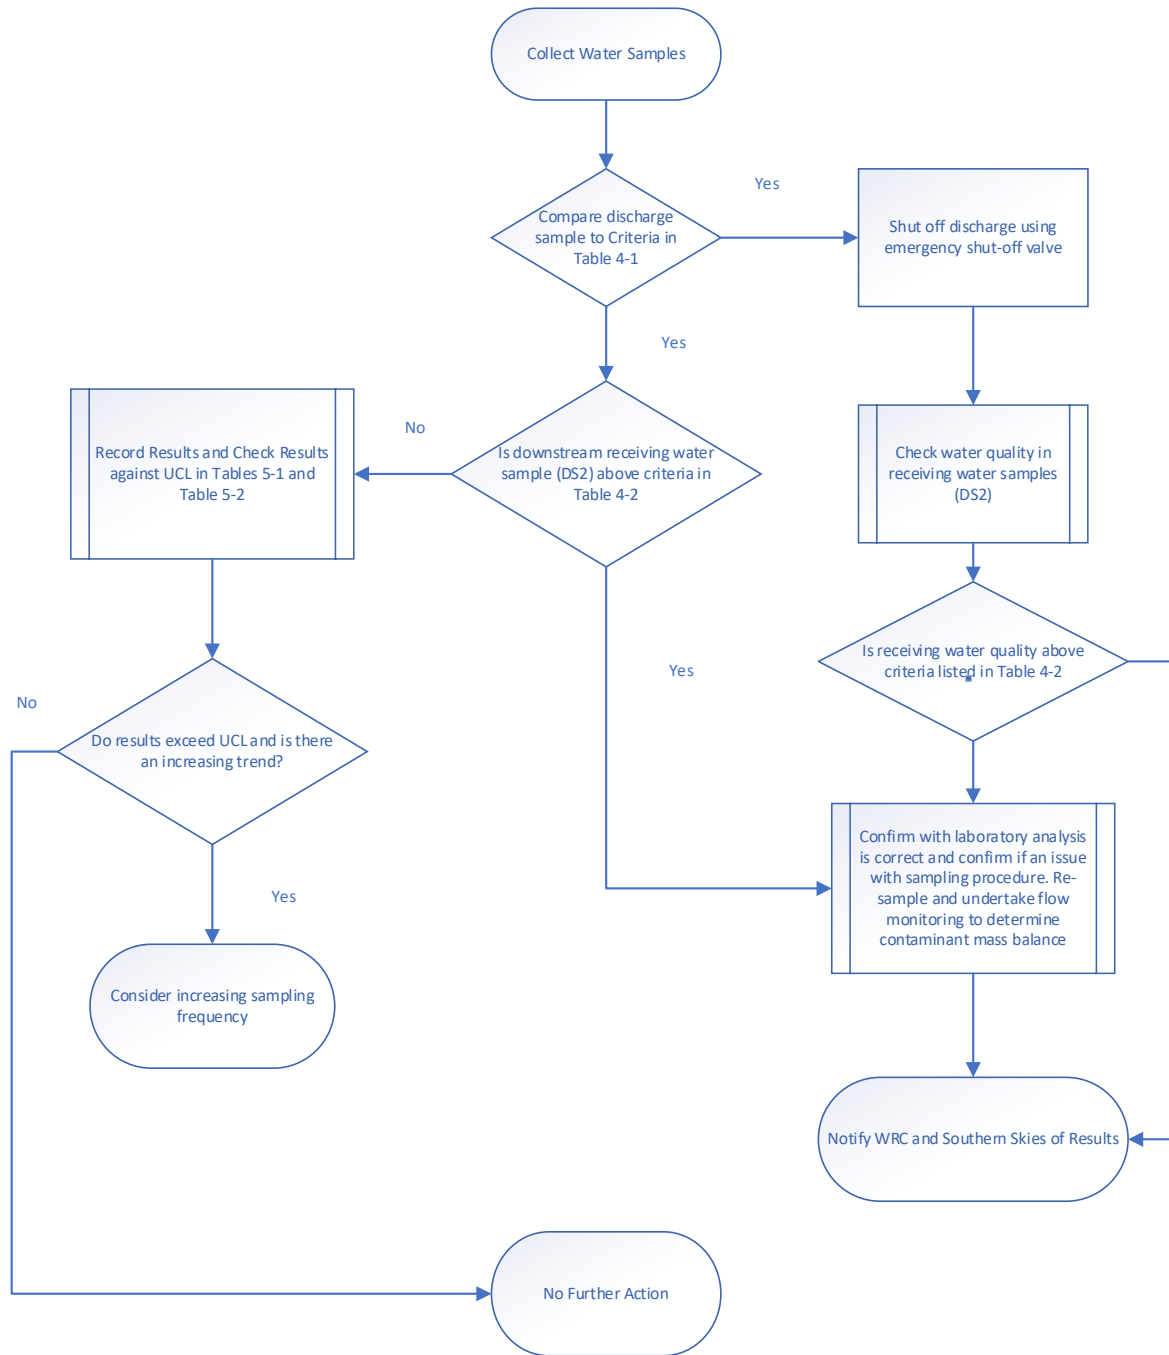 Collect Water Samples
Yes
Compare discharge
sample to Criteria in
Table 4-1
Shut off discharge using
emergency shut-off valve
Yes
No
Record Results and Check Results
against UCL in Tables 5-1 and
Table 5-2
Is downstream receiving water
sample (DS2) above criteria in
Table 4-2
Check water quality in
receiving water samples
(DS2)
Yes
Is receiving water quality above
criteria listed in Table 4-2
No
Do results exceed UCL and is there
an increasing trend?
Confirm with laboratory analysis
is correct and confirm if an issue
with sampling procedure. Re-
sample and undertake flow
monitoring to determine
contaminant mass balance
Yes
Consider increasing sampling
frequency
Notify WRC and Southern Skies of Results
No Further Action